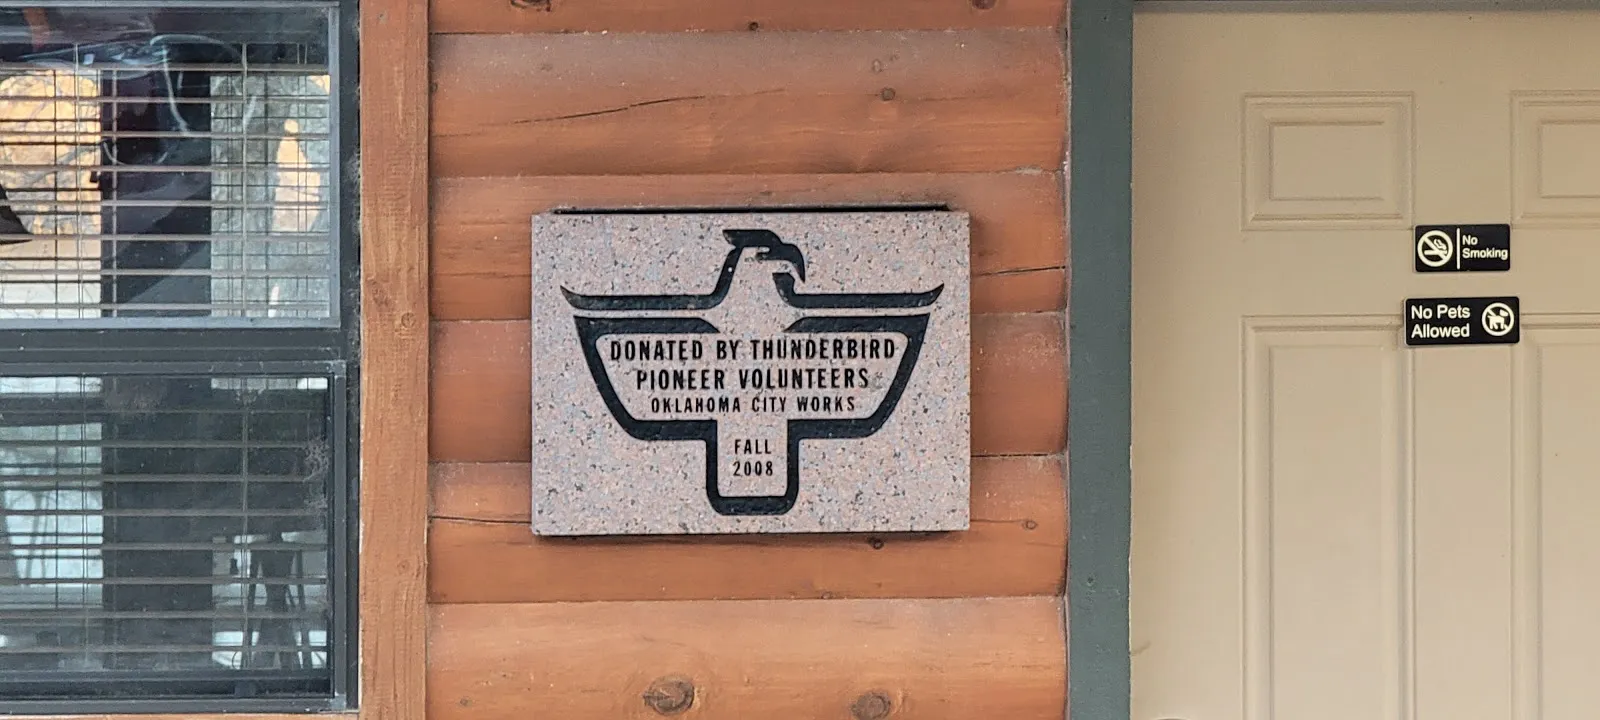 DONATED BY THUNDERBIRD
PIONEER VOLUNTEERS
OKLAHOMA CITY WORKS
FALL
2008
No
Smoking
No Pets
Allowed